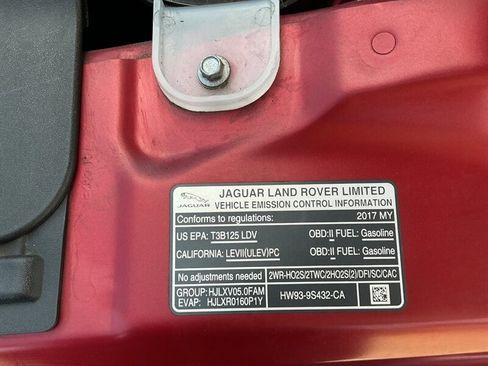 JAGUAR LAND ROVER LIMITED
VEHICLE EMISSION CONTROL INFORMATION
JAGUAR
Conforms to regulations: 2017 MY
US EPA: T3B125 LDV OBD:II FUEL: Gasoline
CALIFORNIA: LEVII(ULEV)PC OBD:II FUEL: Gasoline
No adjustments needed 2WR-HO2S/2TWC/2HO2S(2)/DFI/SC/CAC
GROUP: HJLXV05.0FAM
EVAP: HJLXR0160P1Y HW93-9S432-CA